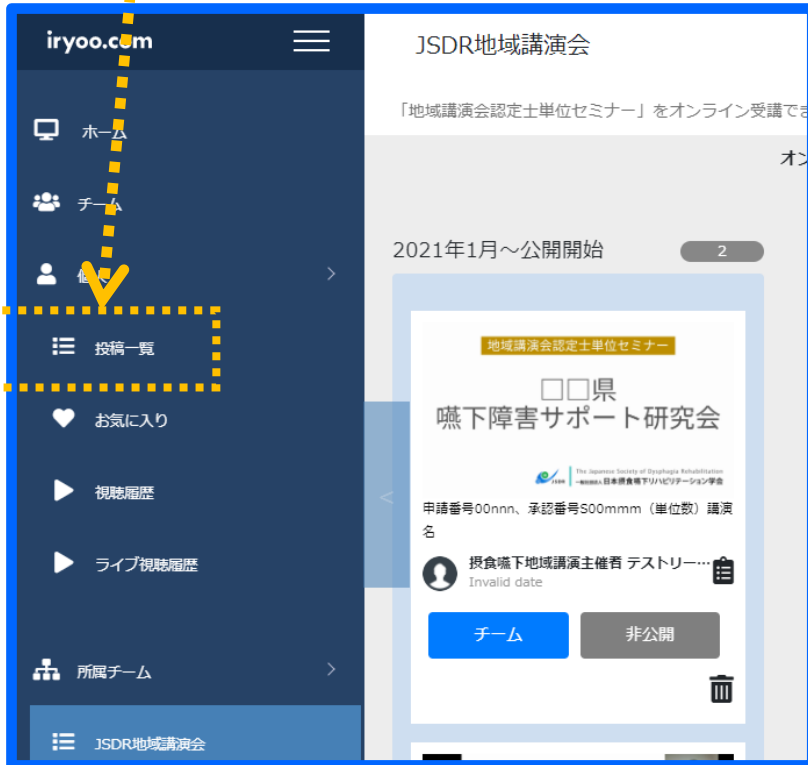 iryoo.com
ホーム
チーム
個人
投稿一覧
お気に入り
視聴履歴
ライブ視聴履歴
所属チーム
JSDR地域講演会
JSDR地域講演会
「地域講演会認定士単位セミナー」をオンライン受講でき
オン
2021年1月～公開開始 2
地域講演会認定士単位セミナー
□□県
嚥下障害サポート研究会
JSDR The Japanese Society of Dysphagia Rehabilitation
一般社団法人 日本摂食嚥下リハビリテーション学会
申請番号00nnn、承認番号S00mmm（単位数）講演
名
摂食嚥下地域講演主催者 テストリー…
Invalid date
チーム 非公開